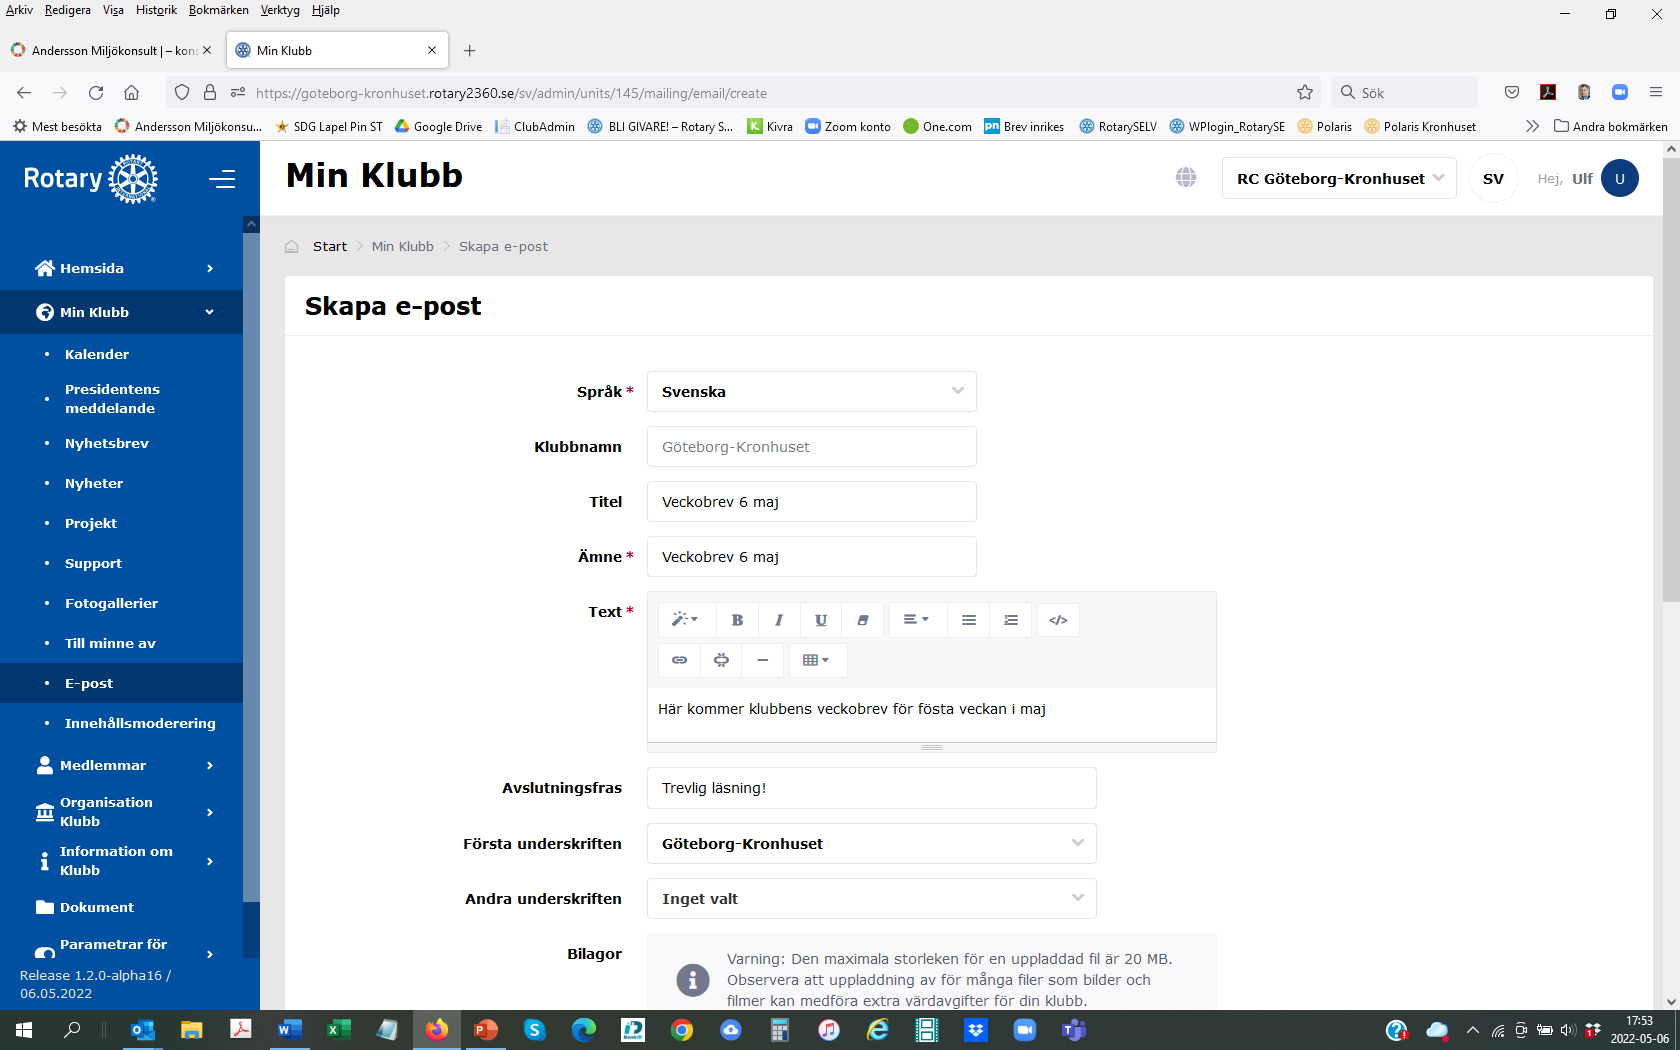 Arkiv Redigera Visa Historik Bokmärken Verktyg Hjälp
Andersson Miljökonsult | – kons
Min Klubb
https://goteborg-kronhuset.rotary2360.se/sv/admin/units/145/mailing/email/create
Sök
Mest besökta Andersson Miljökonsu... SDG Lapel Pin ST Google Drive ClubAdmin BLI GIVARE! – Rotary S... Kivra Zoom konto One.com Brev inrikes RotarySELV WPlogin_RotarySE Polaris Polaris Kronhuset Andra bokmärken
Rotary
Min Klubb
RC Göteborg-Kronhuset
SV
Hej, Ulf
U
Start Min Klubb Skapa e-post
Hemsida
Min Klubb
Kalender
Presidentens
meddelande
Nyhetsbrev
Nyheter
Projekt
Support
Fotogallerier
Till minne av
E-post
Innehållsmoderering
Medlemmar
Organisation
Klubb
Information om
Klubb
Dokument
Parametrar för
Release 1.2.0-alpha16 /
06.05.2022
Skapa e-post
Språk * Svenska
Klubbnamn Göteborg-Kronhuset
Titel Veckobrev 6 maj
Ämne * Veckobrev 6 maj
Text *
B I U
</>
Här kommer klubbens veckobrev för fösta veckan i maj
Avslutningsfras Trevlig läsning!
Första underskriften Göteborg-Kronhuset
Andra underskriften Inget valt
Bilagor
Varning: Den maximala storleken för en uppladdad fil är 20 MB.
Observera att uppladdning av för många filer som bilder och
filmer kan medföra extra värdavgifter för din klubb.
17:53
2022-05-06